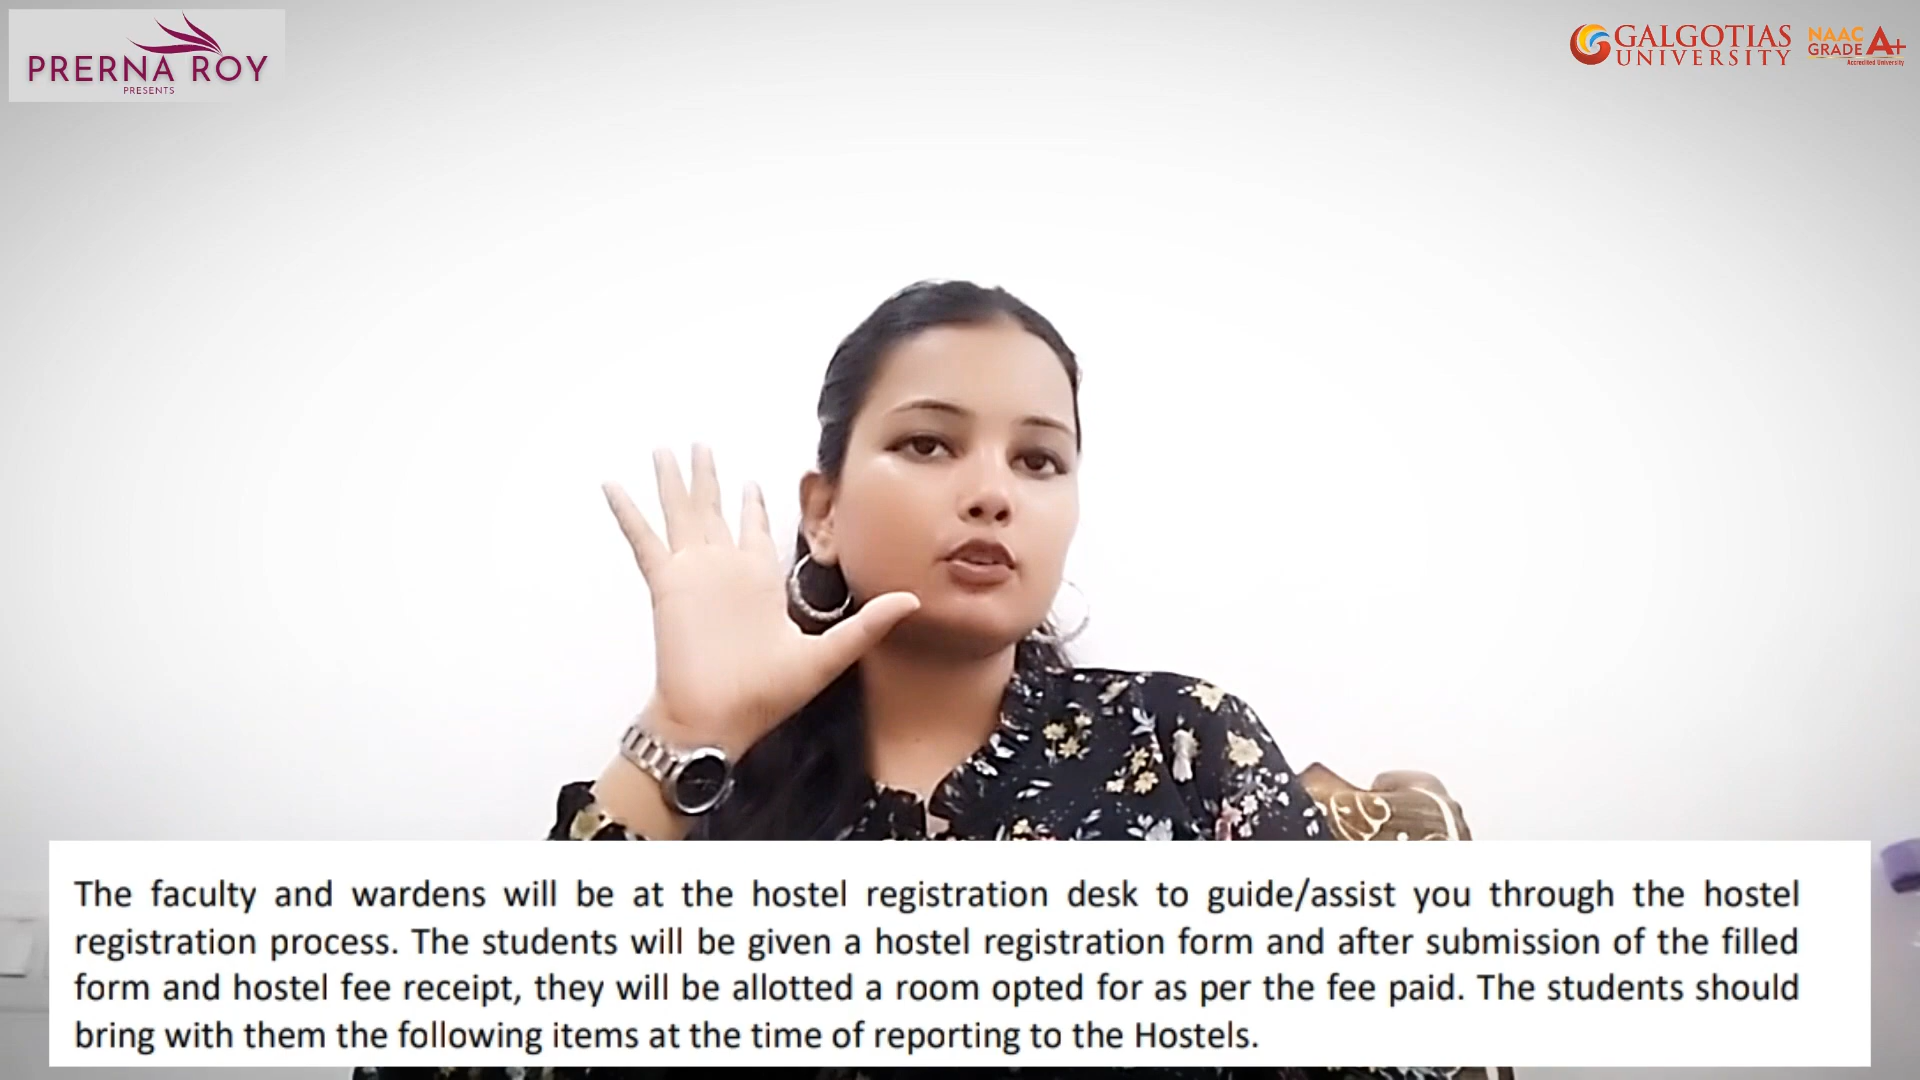 PRERNA ROY
PRESENTS
GALGOTIAS
UNIVERSITY
NAAC
GRADE A+
Accredited University
The faculty and wardens will be at the hostel registration desk to guide/assist you through the hostel
registration process. The students will be given a hostel registration form and after submission of the filled
form and hostel fee receipt, they will be allotted a room opted for as per the fee paid. The students should
bring with them the following items at the time of reporting to the Hostels.